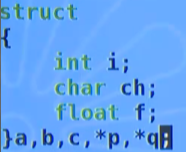 struct
{
int i;
char ch;
float f;
}a,b,c,*p,*q;